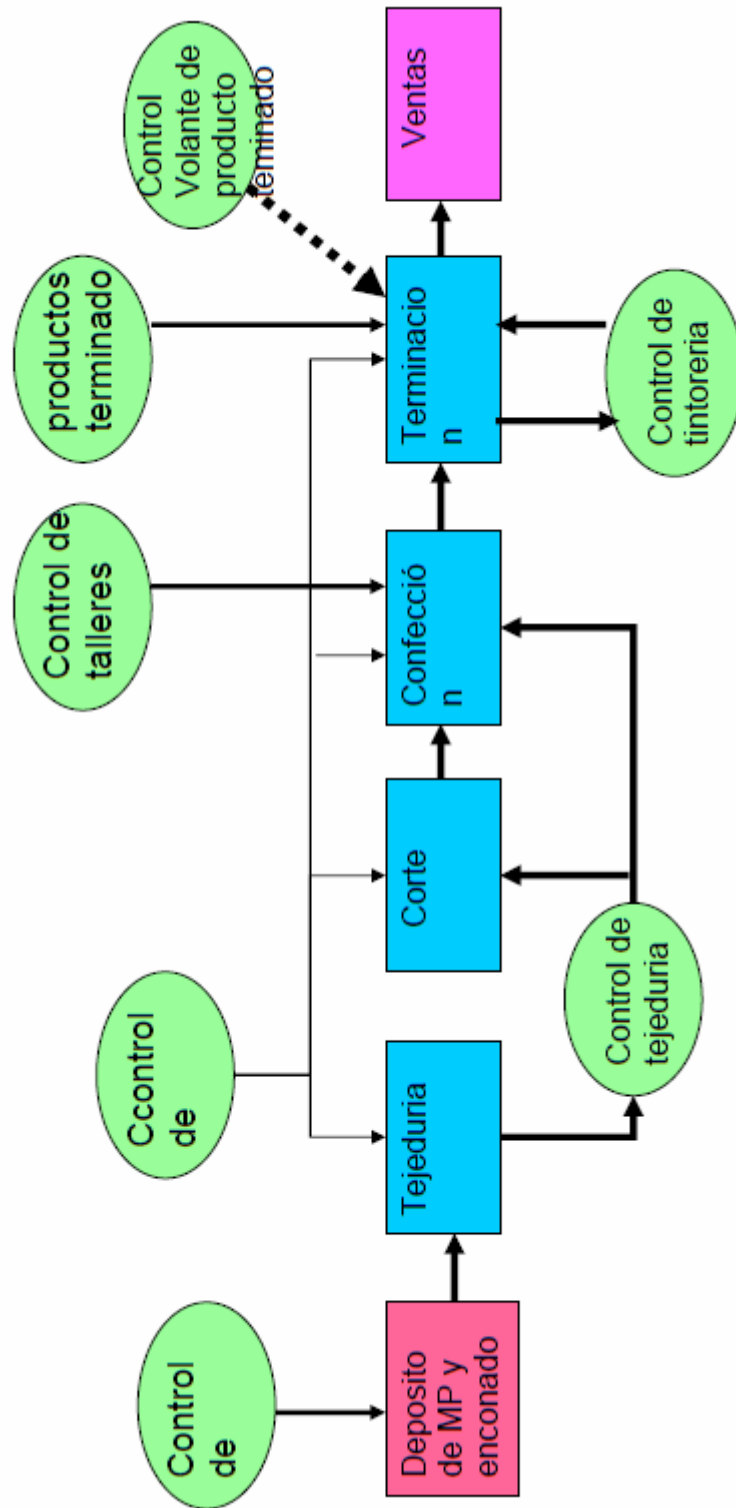 Control
Volante de
producto
teminado
productos
terminado
Control de
talleres
Ccontrol
de
Control
de
Deposito
de MP y
enconado
Tejeduria
Corte
Confecció
n
Terminacio
n
Ventas
Control de
tejeduria
Control de
tintoreria